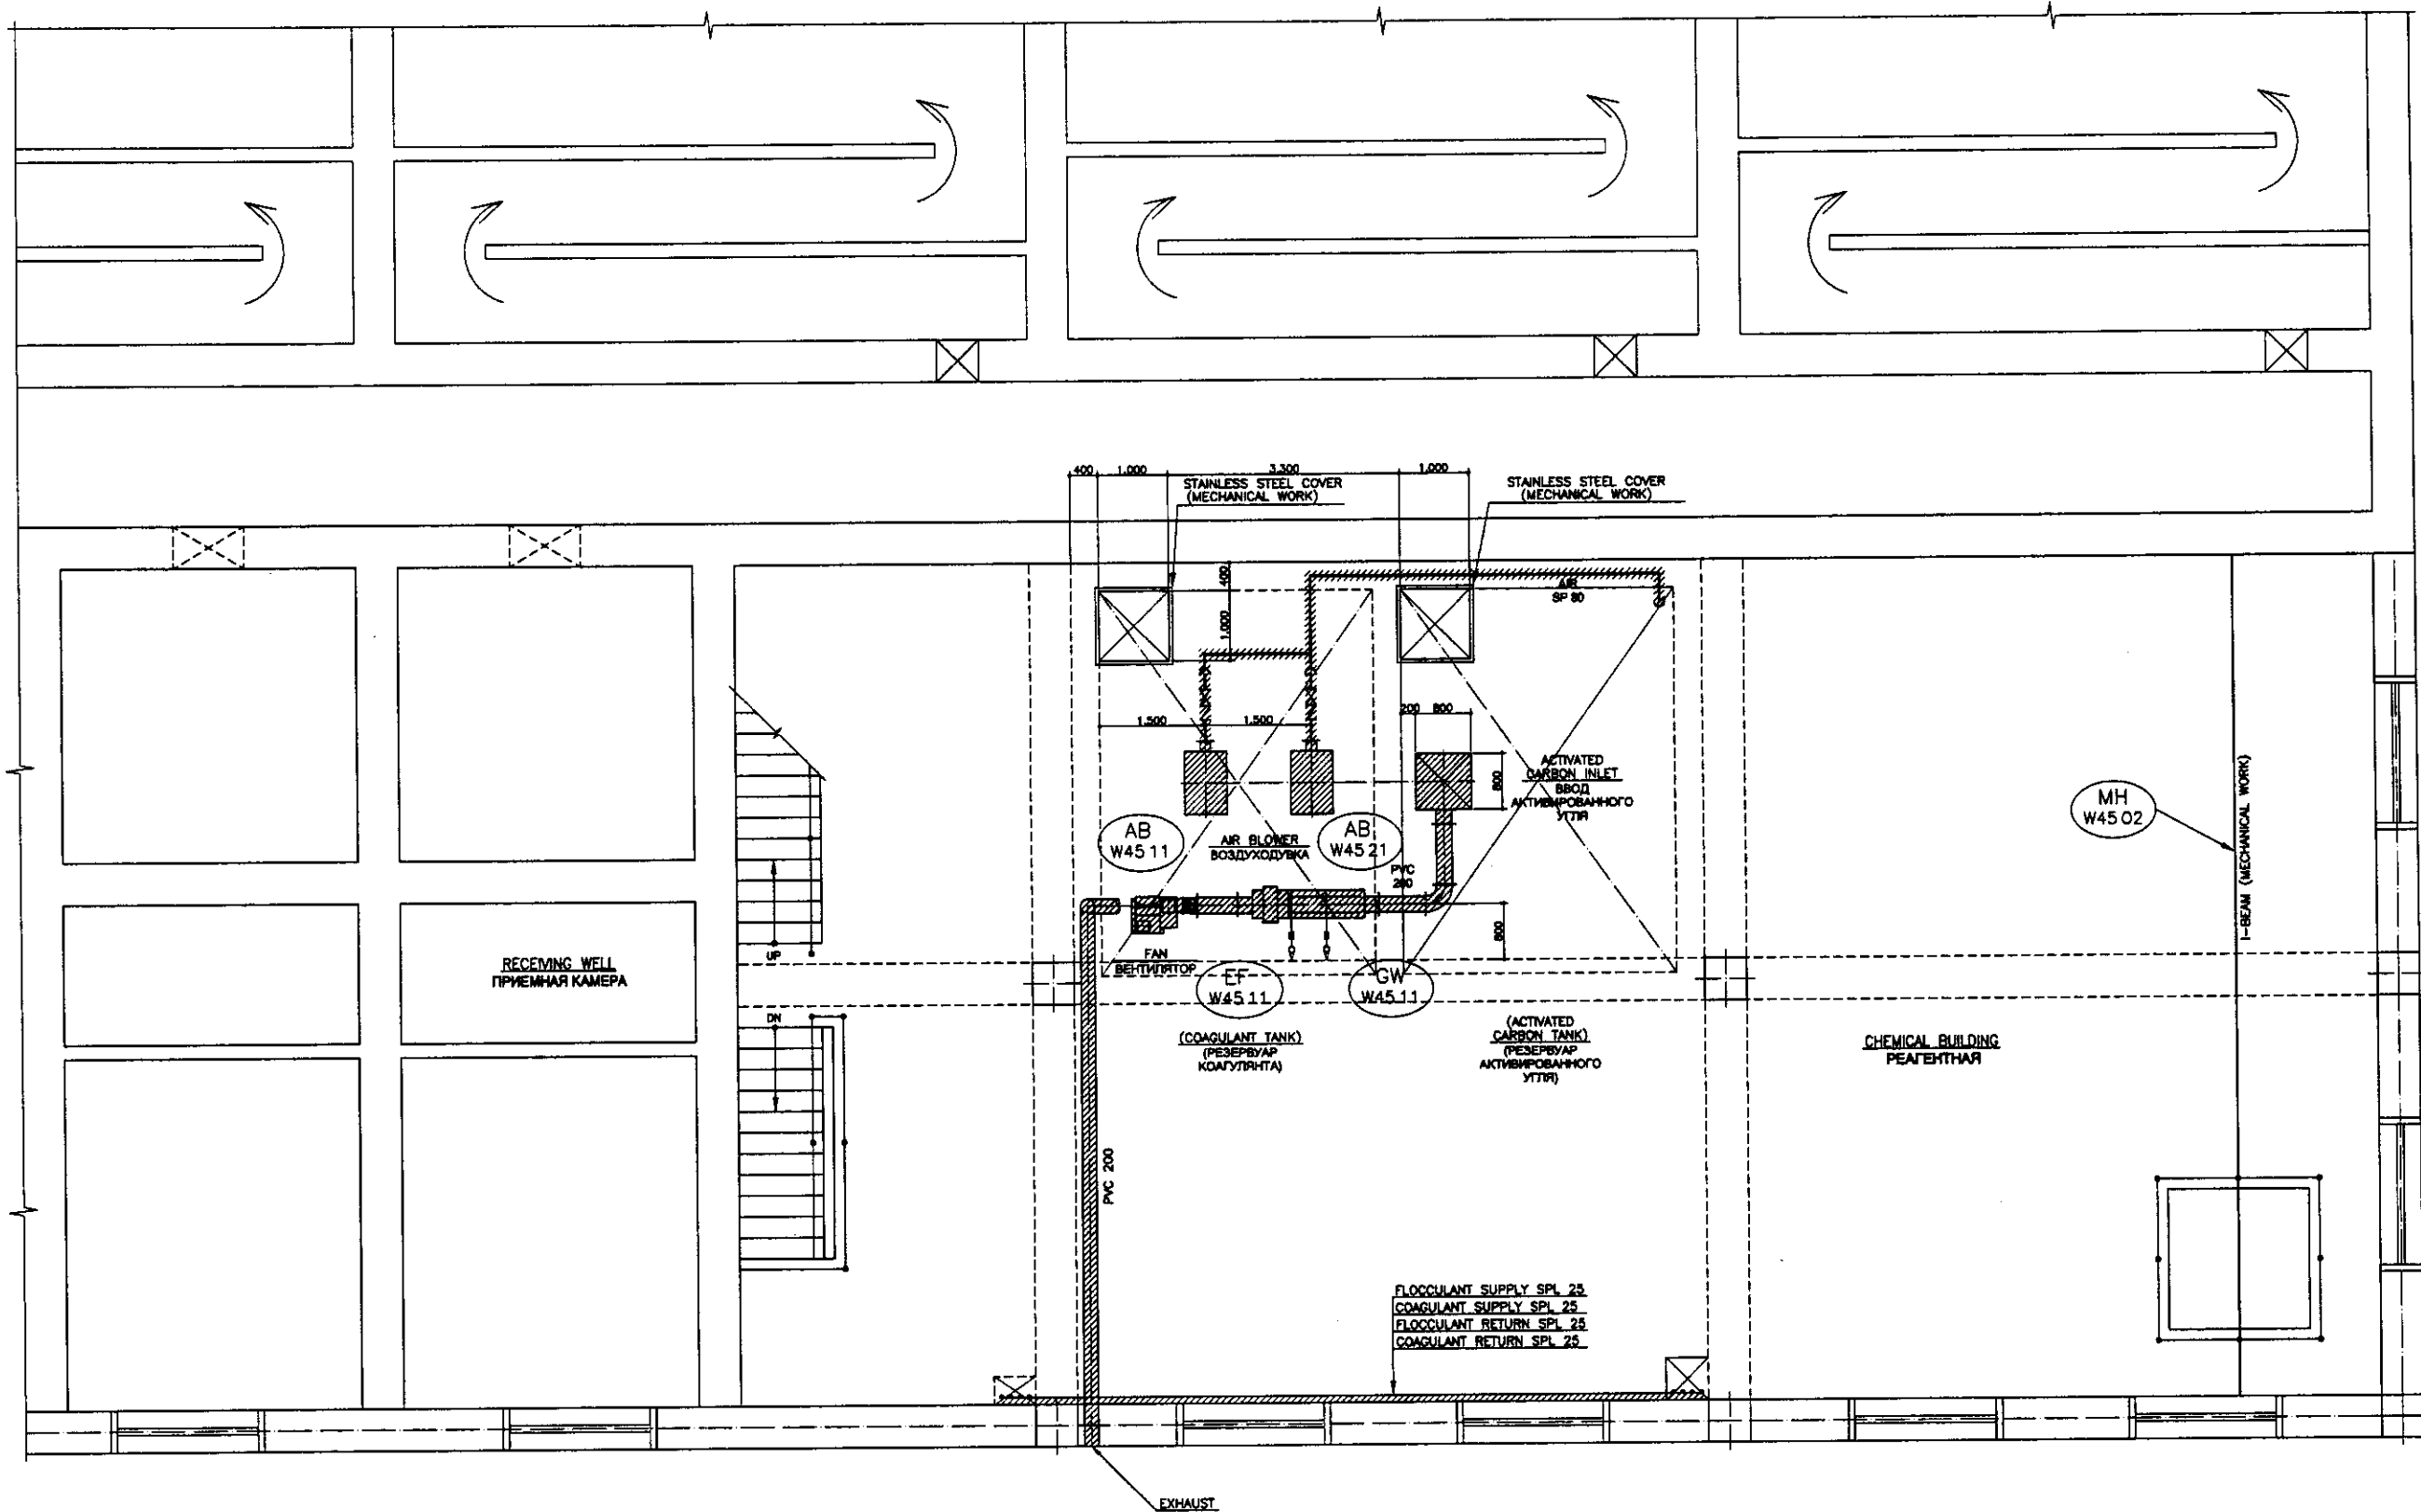 400 1.000 3.300 1.000
STAINLESS STEEL COVER
(MECHANICAL WORK)
STAINLESS STEEL COVER
(MECHANICAL WORK)
400
1.000
AIR
SP 80
1.500 1.500
200 800
800
ACTIVATED
CARBON INLET
ВВОД
АКТИВИРОВАННОГО
УГЛЯ
AB
W45 11
AIR BLOWER
ВОЗДУХОДУВКА
AB
W45 21
PVC
200
MH
W45 02
I-BEAM (MECHANICAL WORK)
800
UP
RECEIVING WELL
ПРИЕМНАЯ КАМЕРА
FAN
ВЕНТИЛЯТОР
EF
W45 11
GW
W45 11
DN
(COAGULANT TANK)
(РЕЗЕРВУАР
КОАГУЛЯНТА)
(ACTIVATED
CARBON TANK)
(РЕЗЕРВУАР
АКТИВИРОВАННОГО
УГЛЯ)
CHEMICAL BUILDING
РЕАГЕНТНАЯ
PVC 200
FLOCCULANT SUPPLY SPL 25
COAGULANT SUPPLY SPL 25
FLOCCULANT RETURN SPL 25
COAGULANT RETURN SPL 25
EXHAUST